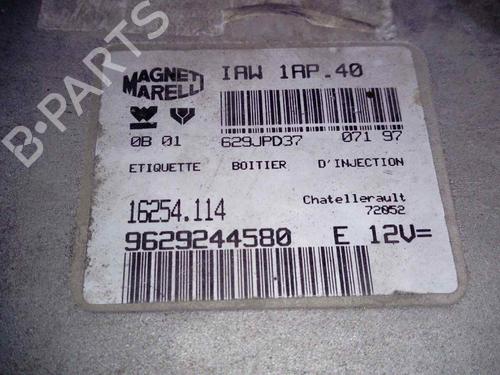 B-PARTS
MAGNETI
MARELLI
IAW 1AP.40
0B 01
629JPD37
071 97
ETIQUETTE BOITIER D'INJECTION
16254.114
Chatellerault
72052
9629244580 E 12V=